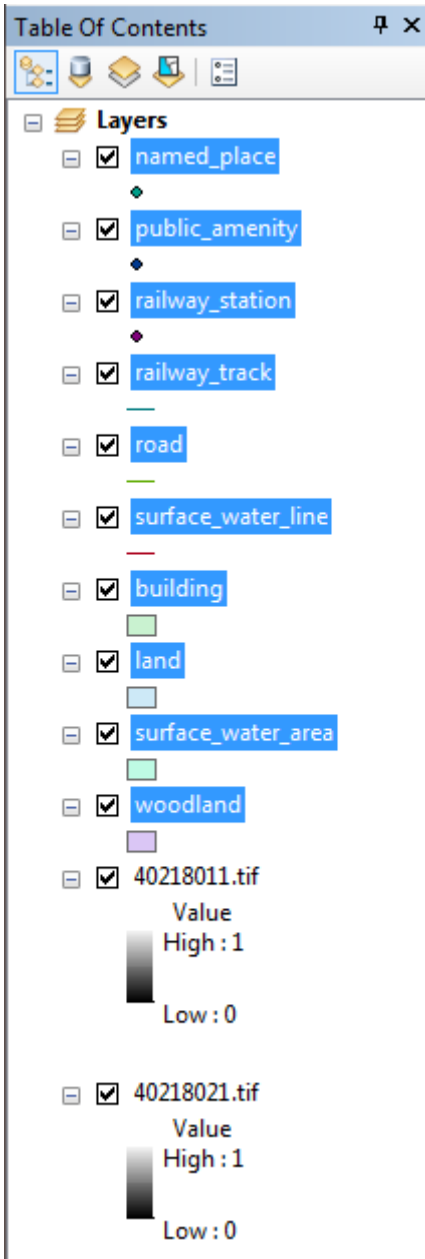 Table Of Contents
Layers
named_place
public_amenity
railway_station
railway_track
road
surface_water_line
building
land
surface_water_area
woodland
40218011.tif
Value
High : 1
Low : 0
40218021.tif
Value
High : 1
Low : 0